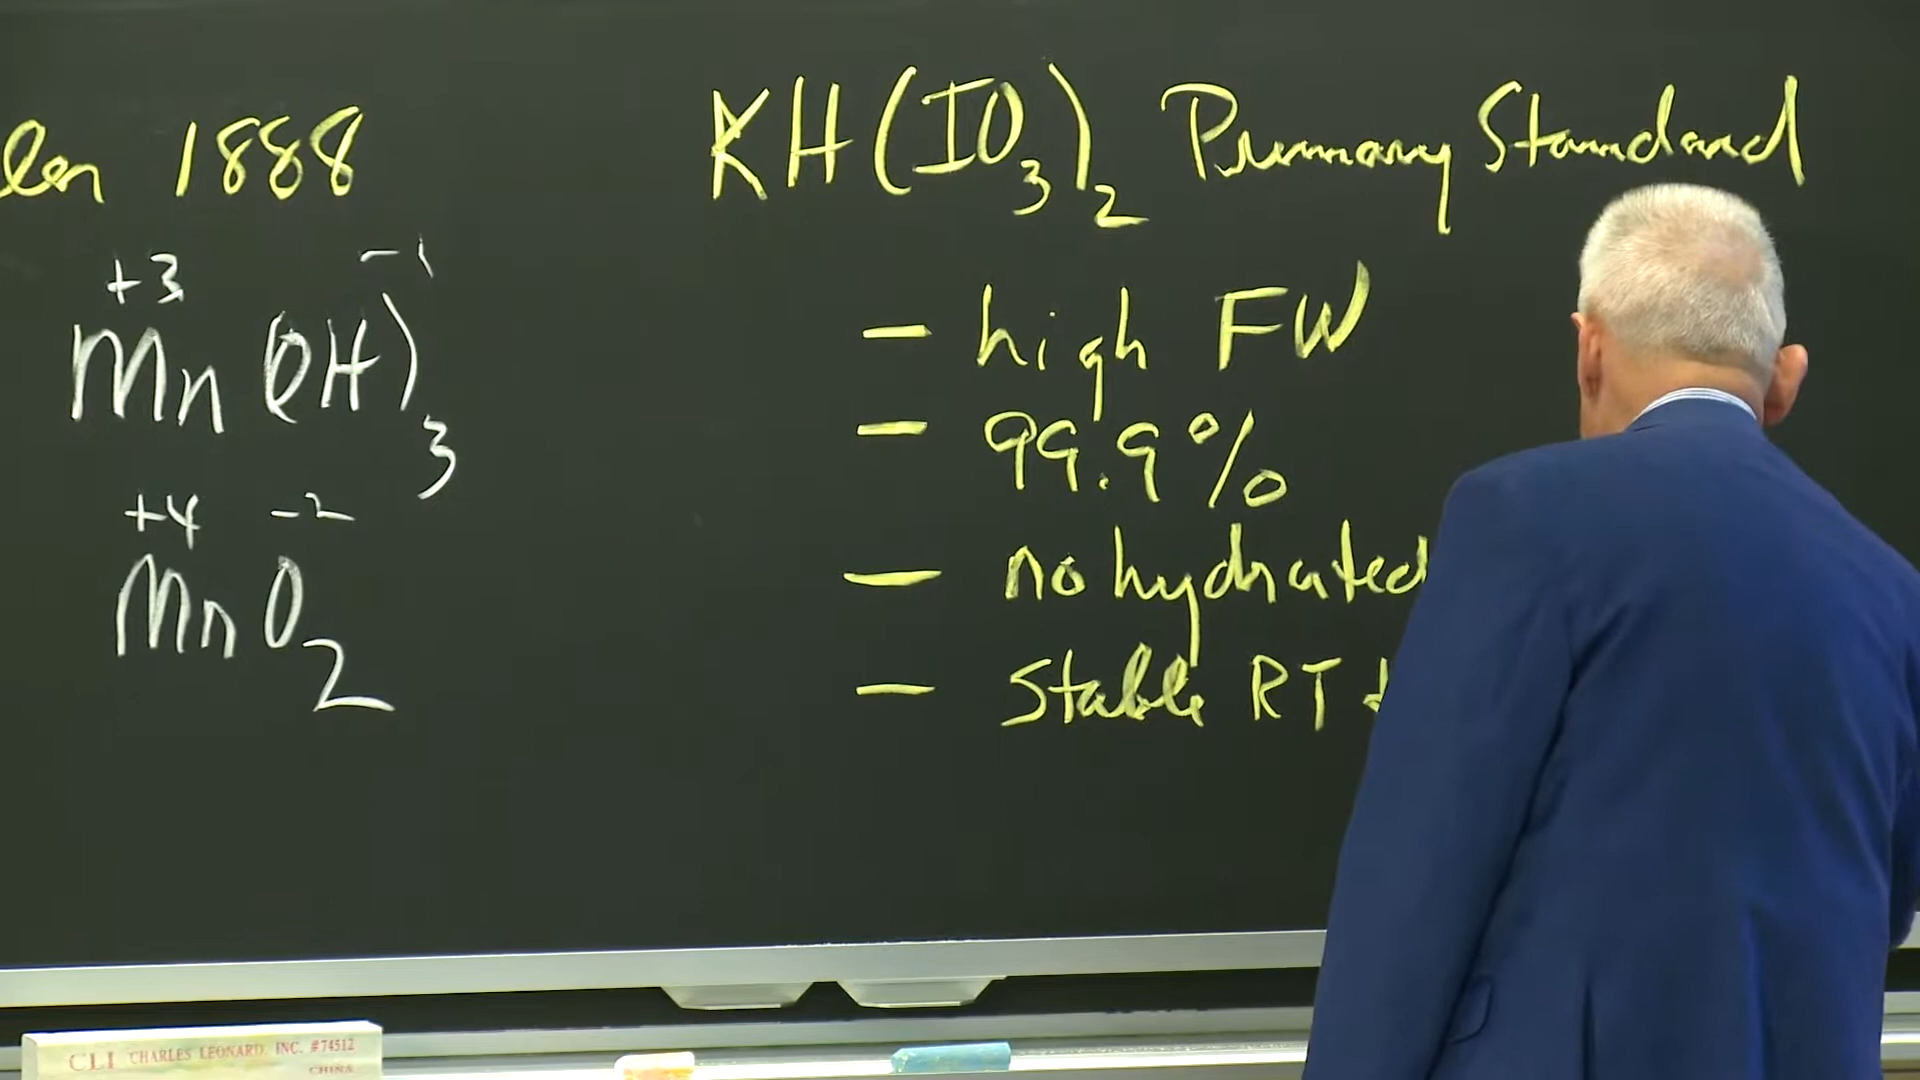 1888
KH(IO3)2 Primary Standard
+3 -1
Mn(OH)3
+4 -2
MnO2
- high FW
- 99.9%
- no hydrated
- Stable RT
CLI CHARLES LEONARD, INC. #74512
CHINA